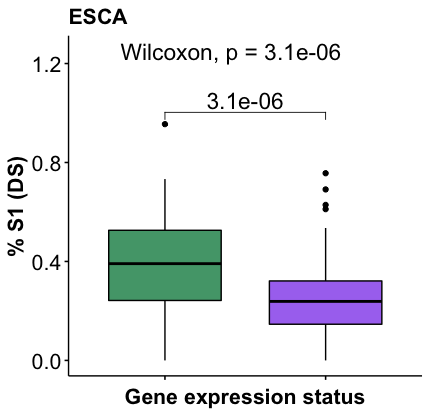 ESCA
Wilcoxon, p = 3.1e-06
3.1e-06
1.2
0.8
0.4
0.0
% S1 (DS)
Gene expression status